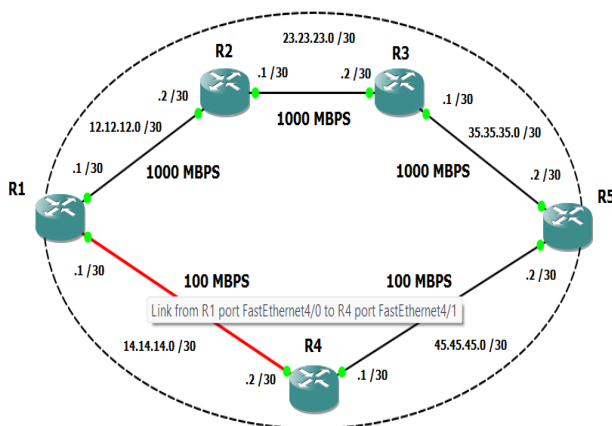 23.23.23.0 /30
R2
R3
.1 /30
.2 /30
.2 /30
.1 /30
12.12.12.0 /30
1000 MBPS
35.35.35.0 /30
.1 /30
1000 MBPS
1000 MBPS
.2 /30
R1
R5
.1 /30
100 MBPS
100 MBPS
.2 /30
Link from R1 port FastEthernet4/0 to R4 port FastEthernet4/1
14.14.14.0 /30
R4
45.45.45.0 /30
.2 /30
.1 /30